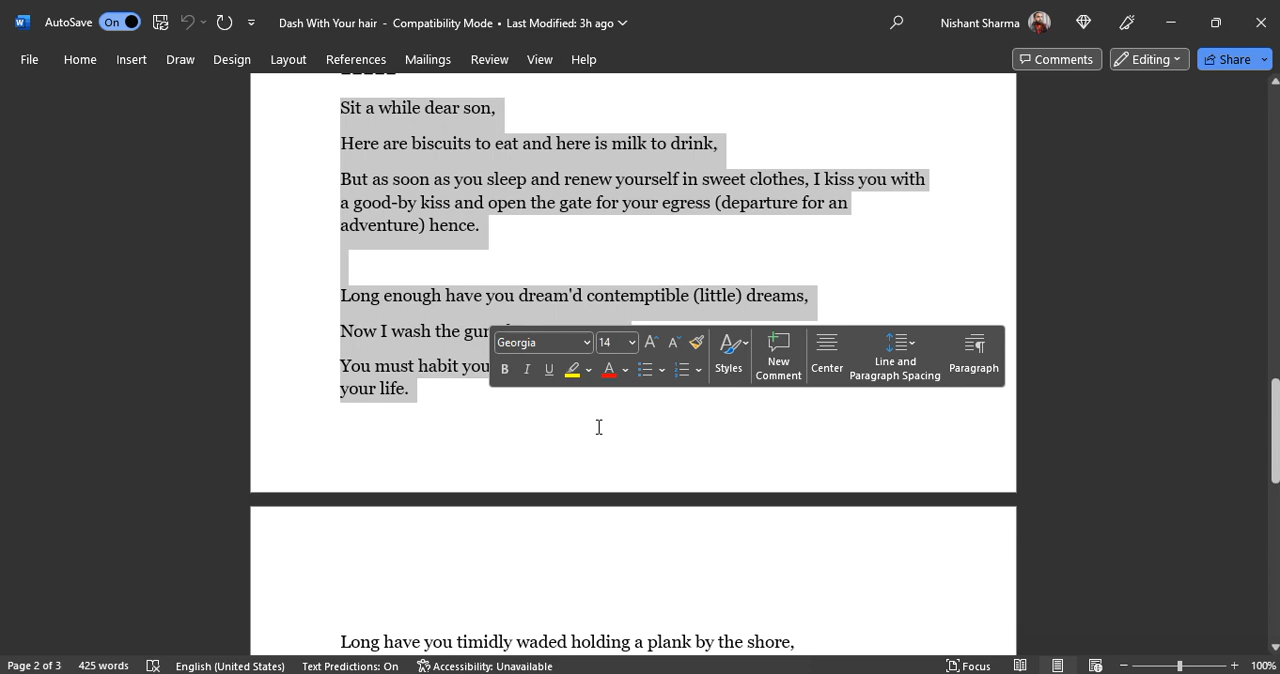 AutoSave On Dash With Your hair - Compatibility Mode • Last Modified: 3h ago Nishant Sharma
File Home Insert Draw Design Layout References Mailings Review View Help Comments Editing Share
Sit a while dear son,
Here are biscuits to eat and here is milk to drink,
But as soon as you sleep and renew yourself in sweet clothes, I kiss you with
a good-by kiss and open the gate for your egress (departure for an
adventure) hence.
Long enough have you dream'd contemptible (little) dreams,
Now I wash the gum
You must habit you
your life.
Georgia 14
Styles New Comment Center Line and Paragraph Spacing Paragraph
B I U A
Long have you timidly waded holding a plank by the shore,
Page 2 of 3 425 words English (United States) Text Predictions: On Accessibility: Unavailable Focus 100%